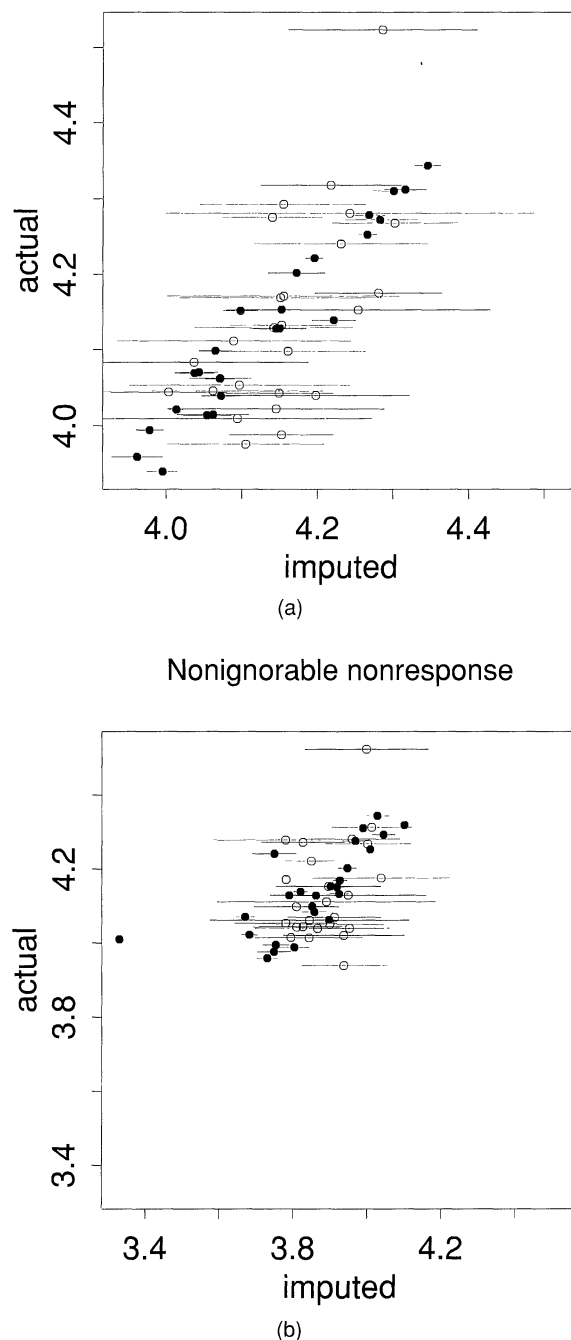 4.4
4.2
4.0
actual
4.0 4.2 4.4
imputed
(a)
Nonignorable nonresponse
4.2
3.8
3.4
actual
3.4 3.8 4.2
imputed
(b)